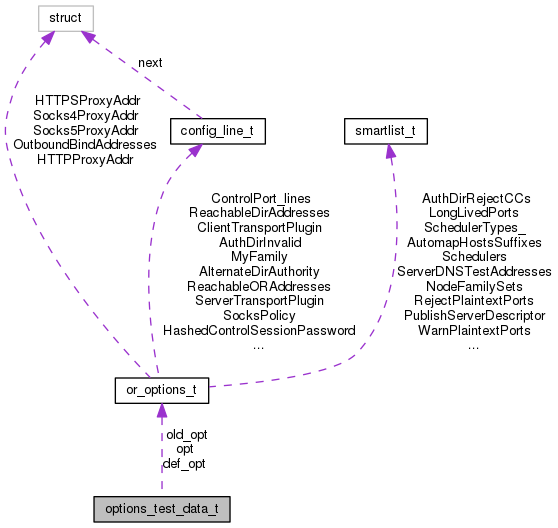 struct
next
HTTPSProxyAddr
Socks4ProxyAddr
Socks5ProxyAddr
OutboundBindAddresses
HTTPProxyAddr
config_line_t
smartlist_t
ControlPort_lines
ReachableDirAddresses
ClientTransportPlugin
AuthDirInvalid
MyFamily
AlternateDirAuthority
ReachableORAddresses
ServerTransportPlugin
SocksPolicy
HashedControlSessionPassword
...
AuthDirRejectCCs
LongLivedPorts
SchedulerTypes_
AutomapHostsSuffixes
Schedulers
ServerDNSTestAddresses
NodeFamilySets
RejectPlaintextPorts
PublishServerDescriptor
WarnPlaintextPorts
...
or_options_t
old_opt
opt
def_opt
options_test_data_t